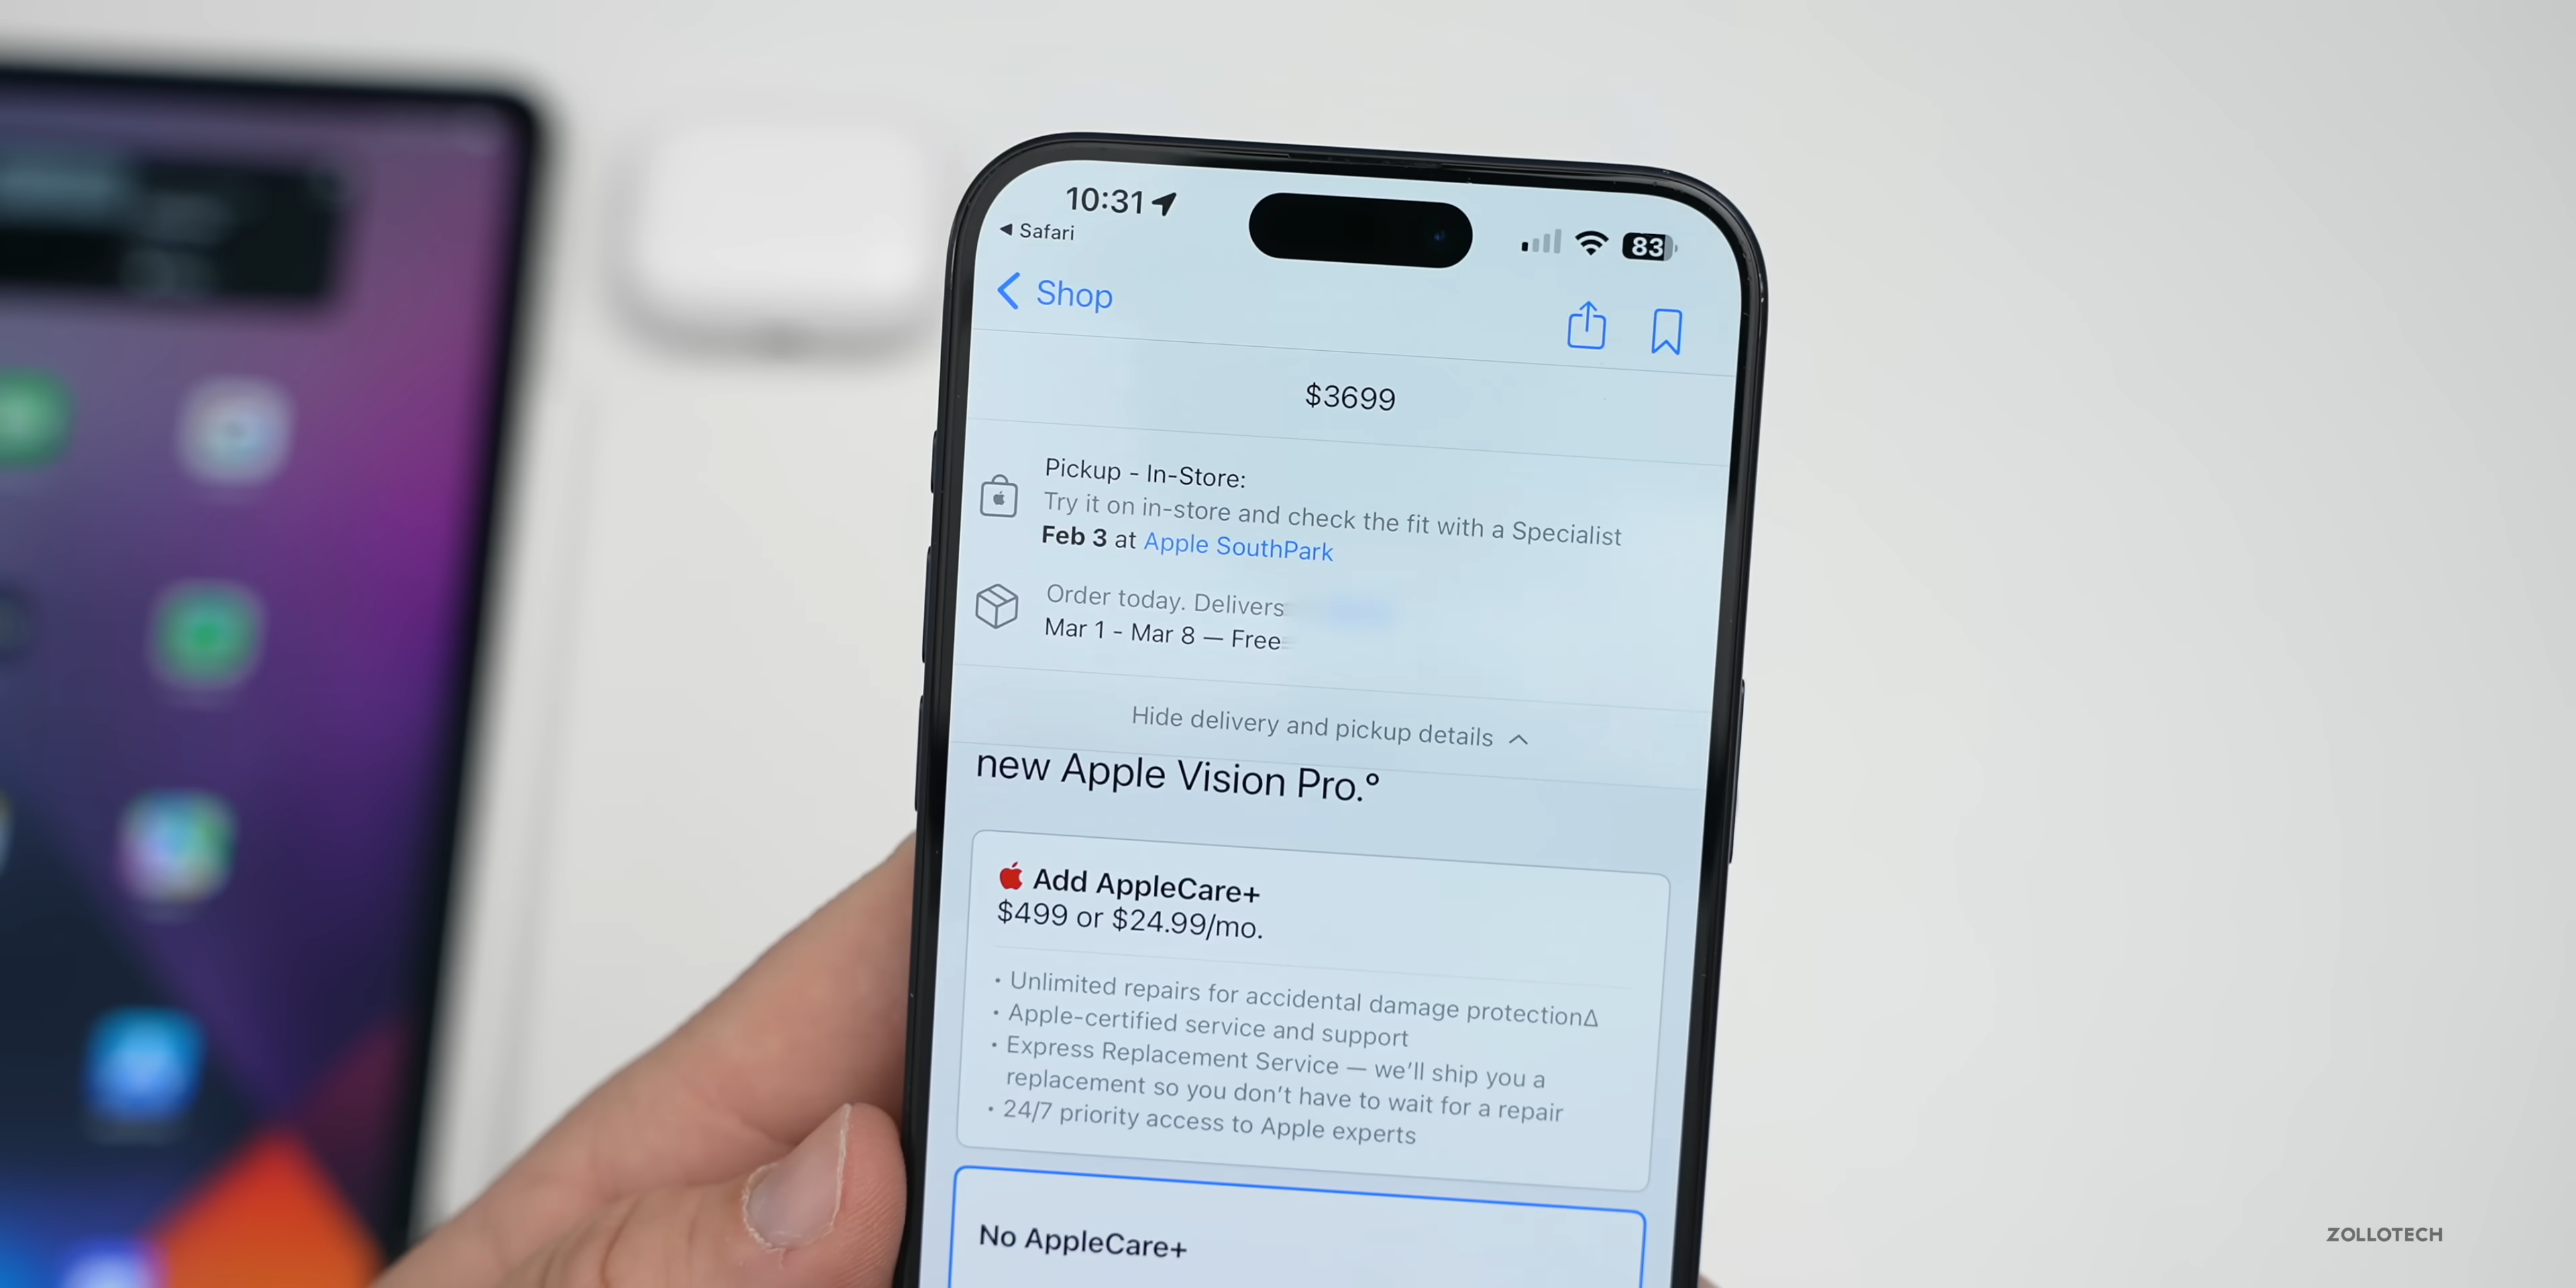 10:31
Safari
83
Shop
$3699
Pickup - In-Store:
Try it on in-store and check the fit with a Specialist
Feb 3 at Apple SouthPark
Order today. Delivers
Mar 1 - Mar 8 — Free
Hide delivery and pickup details
new Apple Vision Pro.°
Add AppleCare+
$499 or $24.99/mo.
• Unlimited repairs for accidental damage protectionΔ
• Apple-certified service and support
• Express Replacement Service — we’ll ship you a
replacement so you don’t have to wait for a repair
• 24/7 priority access to Apple experts
No AppleCare+
ZOLLOTECH